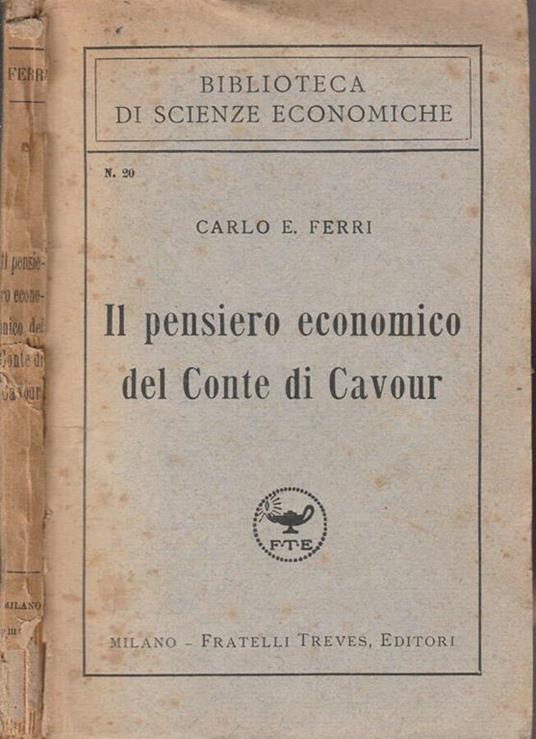 FERRI
Il pensie-
ro econo-
mico del
Conte di
Cavour
MILANO
BIBLIOTECA
DI SCIENZE ECONOMICHE
N. 20
CARLO E. FERRI
Il pensiero economico
del Conte di Cavour
F·T·E
MILANO - FRATELLI TREVES, EDITORI